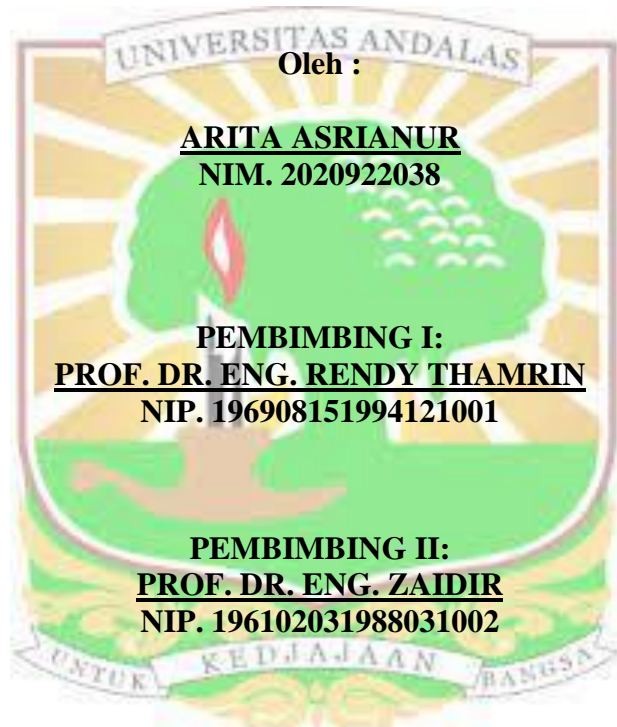 UNIVERSITAS ANDALAS
Oleh :
ARITA ASRIANUR
NIM. 2020922038
PEMBIMBING I:
PROF. DR. ENG. RENDY THAMRIN
NIP. 196908151994121001
PEMBIMBING II:
PROF. DR. ENG. ZAIDIR
NIP. 196102031988031002
UNTUK KEDJAJAAN BANGSA